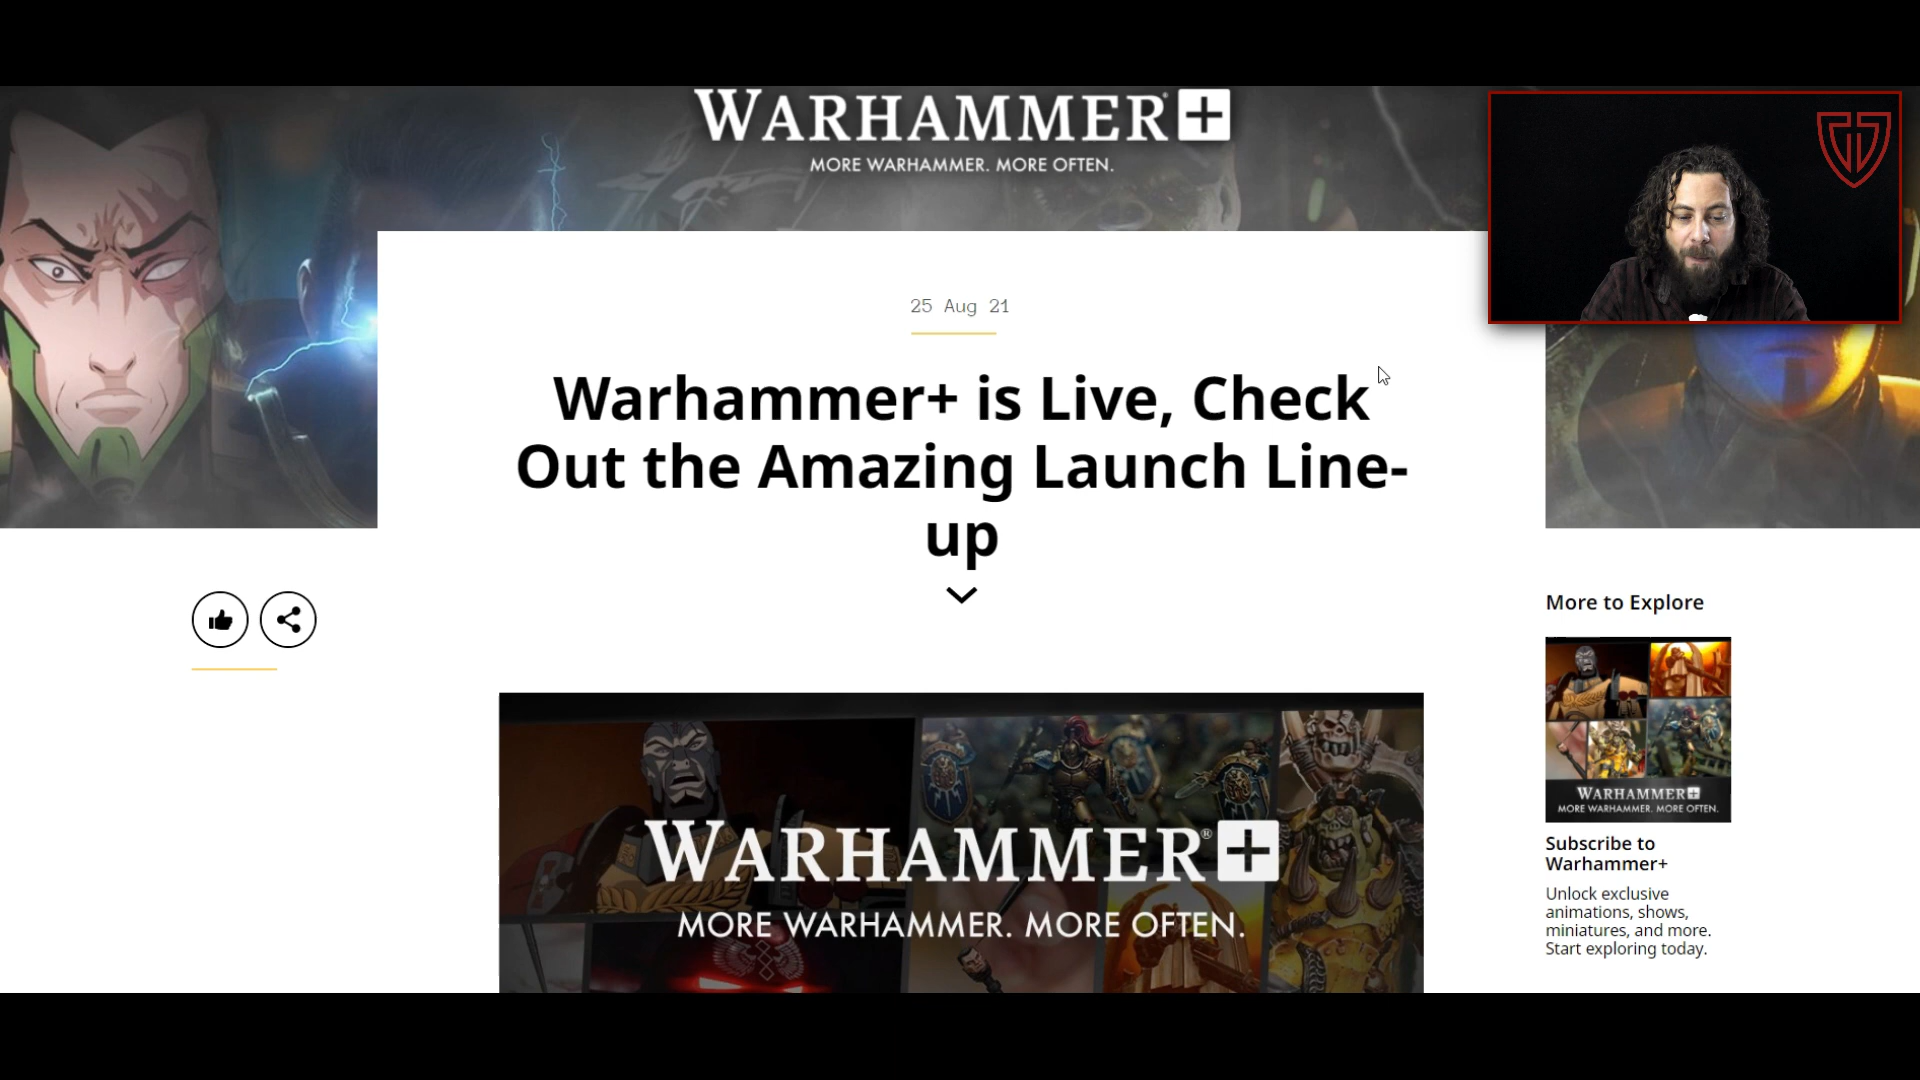 WARHAMMER+
MORE WARHAMMER. MORE OFTEN.
25 Aug 21
Warhammer+ is Live, Check
Out the Amazing Launch Line-
up
More to Explore
WARHAMMER+
MORE WARHAMMER. MORE OFTEN.
Subscribe to
Warhammer+
Unlock exclusive
animations, shows,
miniatures, and more.
Start exploring today.
WARHAMMER®+
MORE WARHAMMER. MORE OFTEN.